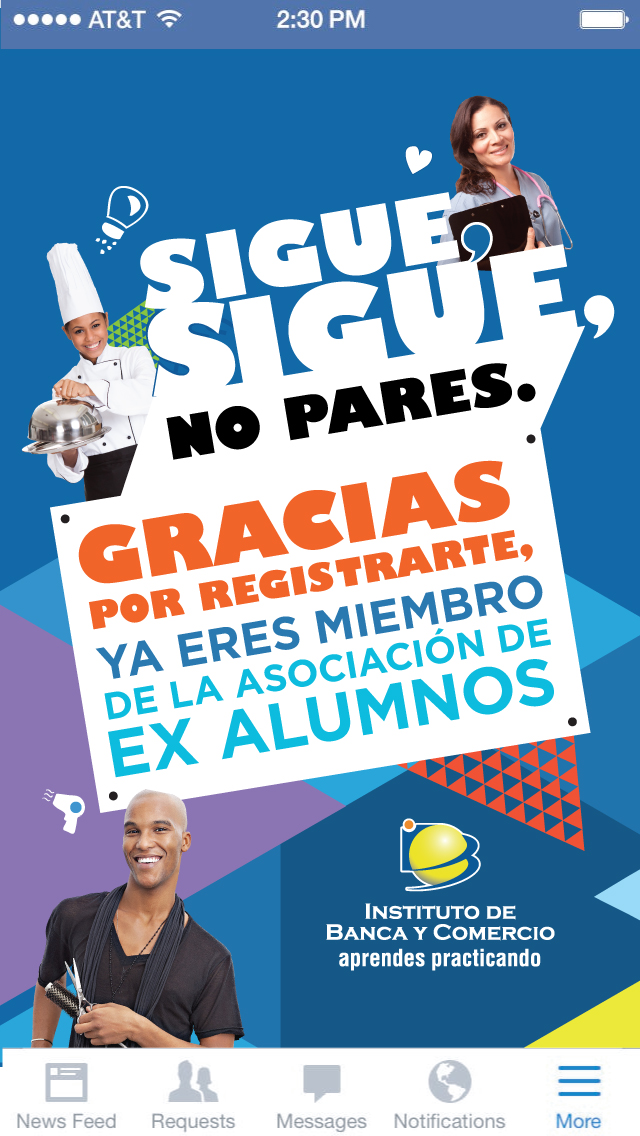 AT&T 2:30 PM
SIGUE,
SIGUE,
NO PARES.
GRACIAS
POR REGISTRARTE,
YA ERES MIEMBRO
DE LA ASOCIACIÓN DE
EX ALUMNOS
IB
INSTITUTO DE
BANCA Y COMERCIO
aprendes practicando
News Feed Requests Messages Notifications More